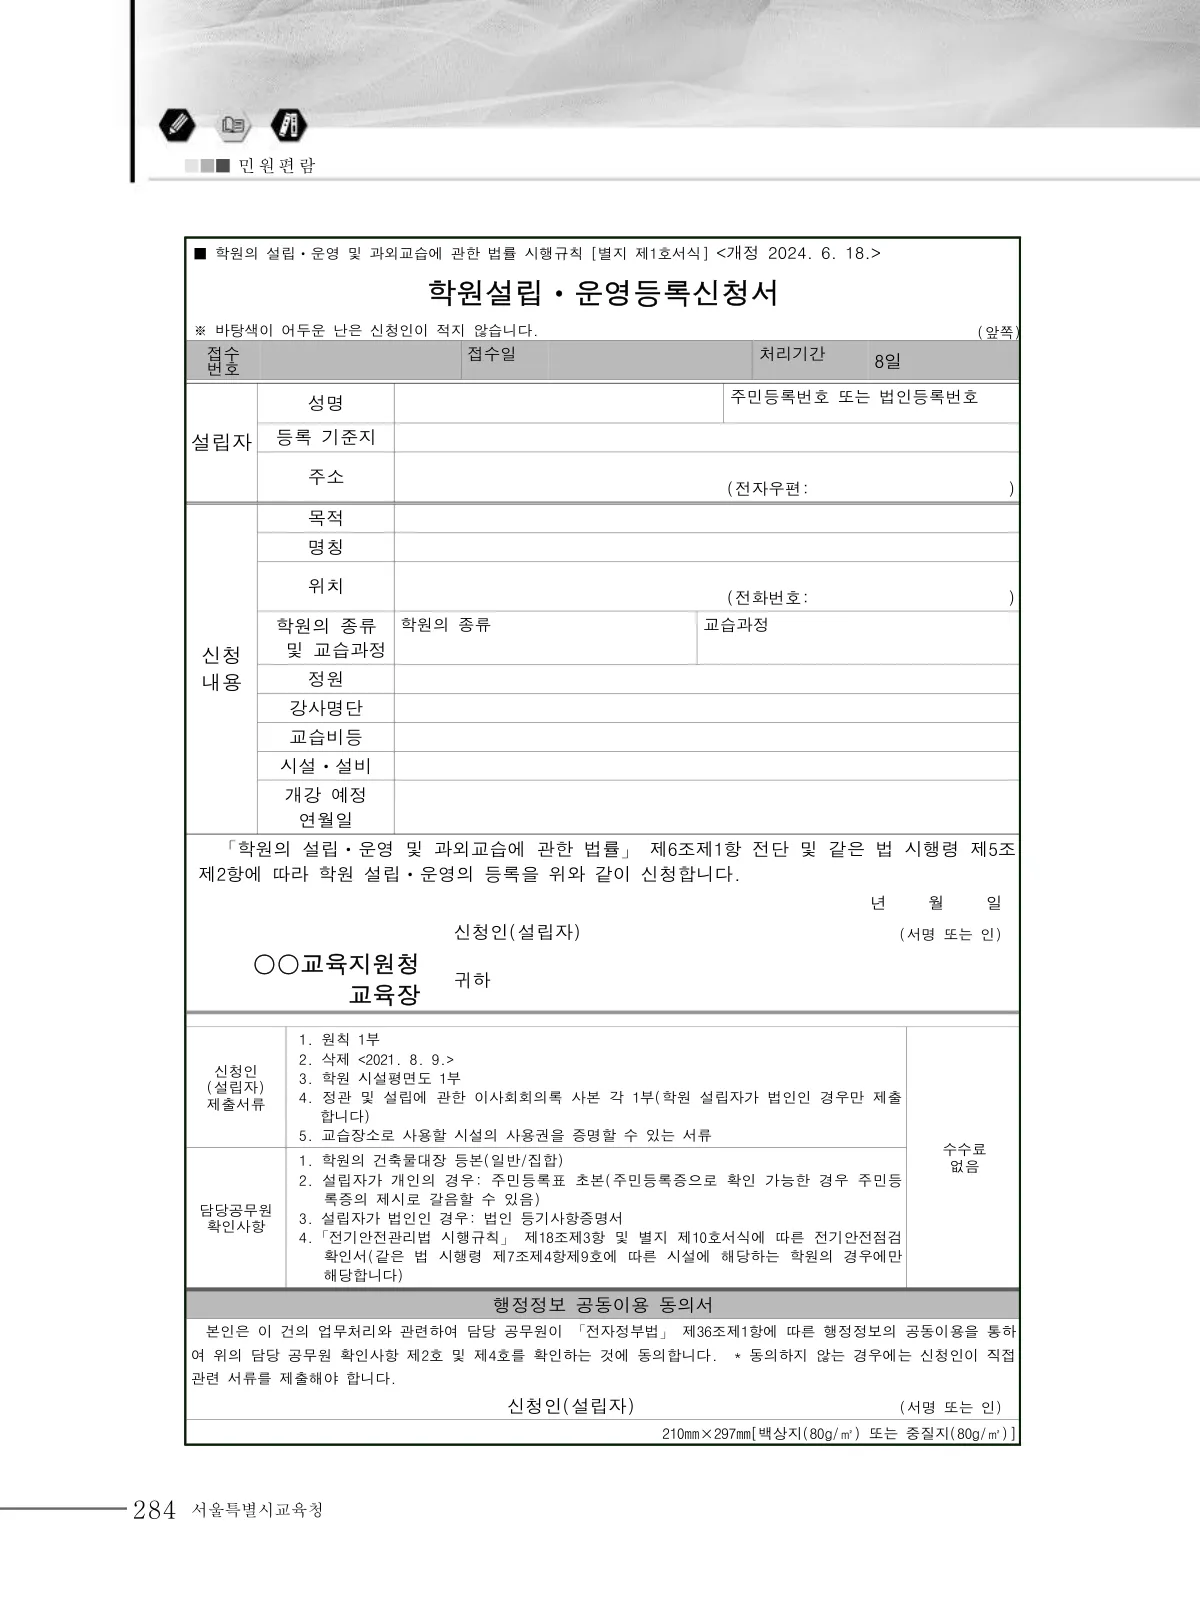 민원편람
■ 학원의 설립·운영 및 과외교습에 관한 법률 시행규칙 [별지 제1호서식] <개정 2024. 6. 18.>
학원설립·운영등록신청서
※ 바탕색이 어두운 난은 신청인이 적지 않습니다.
(앞쪽)
접수
번호
접수일
처리기간
8일
설립자
성명
주민등록번호 또는 법인등록번호
등록 기준지
주소
(전자우편: )
신청
내용
목적
명칭
위치
(전화번호: )
학원의 종류
및 교습과정
학원의 종류
교습과정
정원
강사명단
교습비등
시설·설비
개강 예정
연월일
「학원의 설립·운영 및 과외교습에 관한 법률」 제6조제1항 전단 및 같은 법 시행령 제5조
제2항에 따라 학원 설립·운영의 등록을 위와 같이 신청합니다.
년 월 일
신청인(설립자) (서명 또는 인)
○○교육지원청
교육장
귀하
신청인
(설립자)
제출서류
1. 원칙 1부
2. 삭제 <2021. 8. 9.>
3. 학원 시설평면도 1부
4. 정관 및 설립에 관한 이사회회의록 사본 각 1부(학원 설립자가 법인인 경우만 제출
합니다)
5. 교습장소로 사용할 시설의 사용권을 증명할 수 있는 서류
수수료
없음
담당공무원
확인사항
1. 학원의 건축물대장 등본(일반/집합)
2. 설립자가 개인의 경우: 주민등록표 초본(주민등록증으로 확인 가능한 경우 주민등
록증의 제시로 갈음할 수 있음)
3. 설립자가 법인인 경우: 법인 등기사항증명서
4.「전기안전관리법 시행규칙」 제18조제3항 및 별지 제10호서식에 따른 전기안전점검
확인서(같은 법 시행령 제7조제4항제9호에 따른 시설에 해당하는 학원의 경우에만
해당합니다)
행정정보 공동이용 동의서
본인은 이 건의 업무처리와 관련하여 담당 공무원이 「전자정부법」 제36조제1항에 따른 행정정보의 공동이용을 통하
여 위의 담당 공무원 확인사항 제2호 및 제4호를 확인하는 것에 동의합니다. * 동의하지 않는 경우에는 신청인이 직접
관련 서류를 제출해야 합니다.
신청인(설립자) (서명 또는 인)
210㎜×297㎜[백상지(80g/㎡) 또는 중질지(80g/㎡)]
284 서울특별시교육청